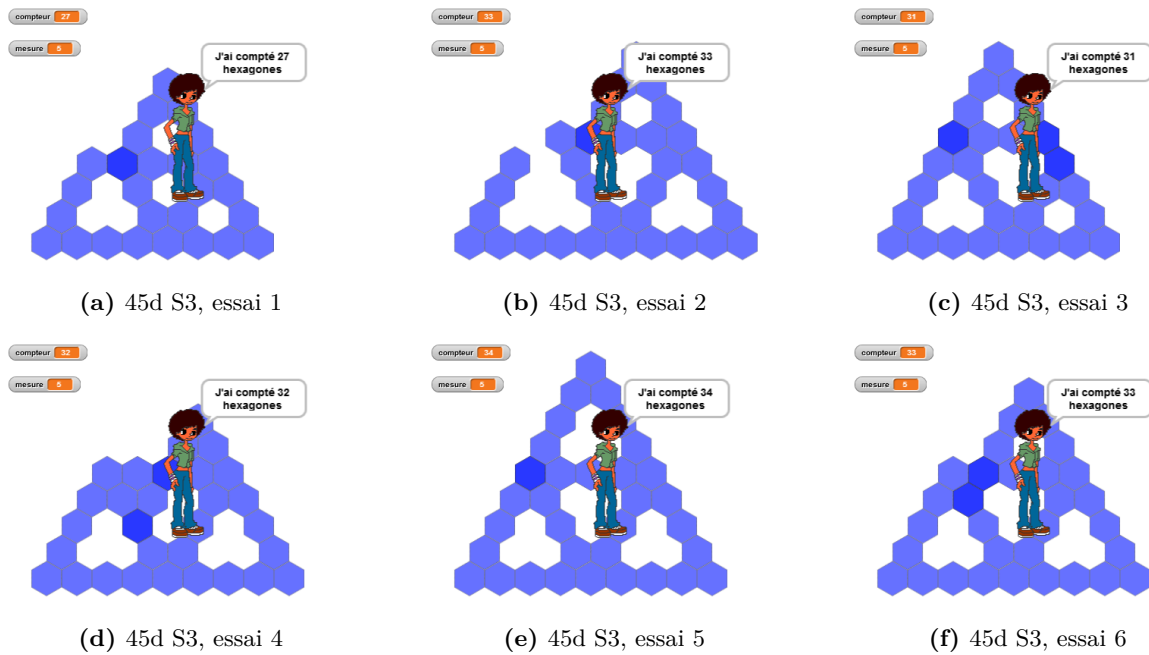 compteur 27
mesure 5
J'ai compté 27
hexagones
(a) 45d S3, essai 1
compteur 33
mesure 5
J'ai compté 33
hexagones
(b) 45d S3, essai 2
compteur 31
mesure 5
J'ai compté 31
hexagones
(c) 45d S3, essai 3
compteur 32
mesure 5
J'ai compté 32
hexagones
(d) 45d S3, essai 4
compteur 34
mesure 5
J'ai compté 34
hexagones
(e) 45d S3, essai 5
compteur 33
mesure 5
J'ai compté 33
hexagones
(f) 45d S3, essai 6